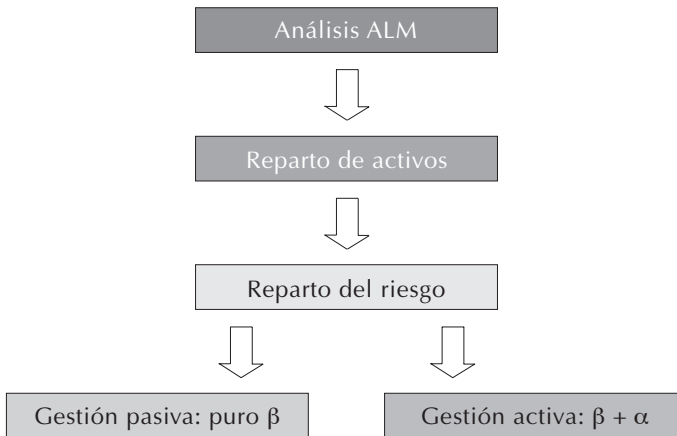 Análisis ALM
Reparto de activos
Reparto del riesgo
Gestión pasiva: puro β
Gestión activa: β + α